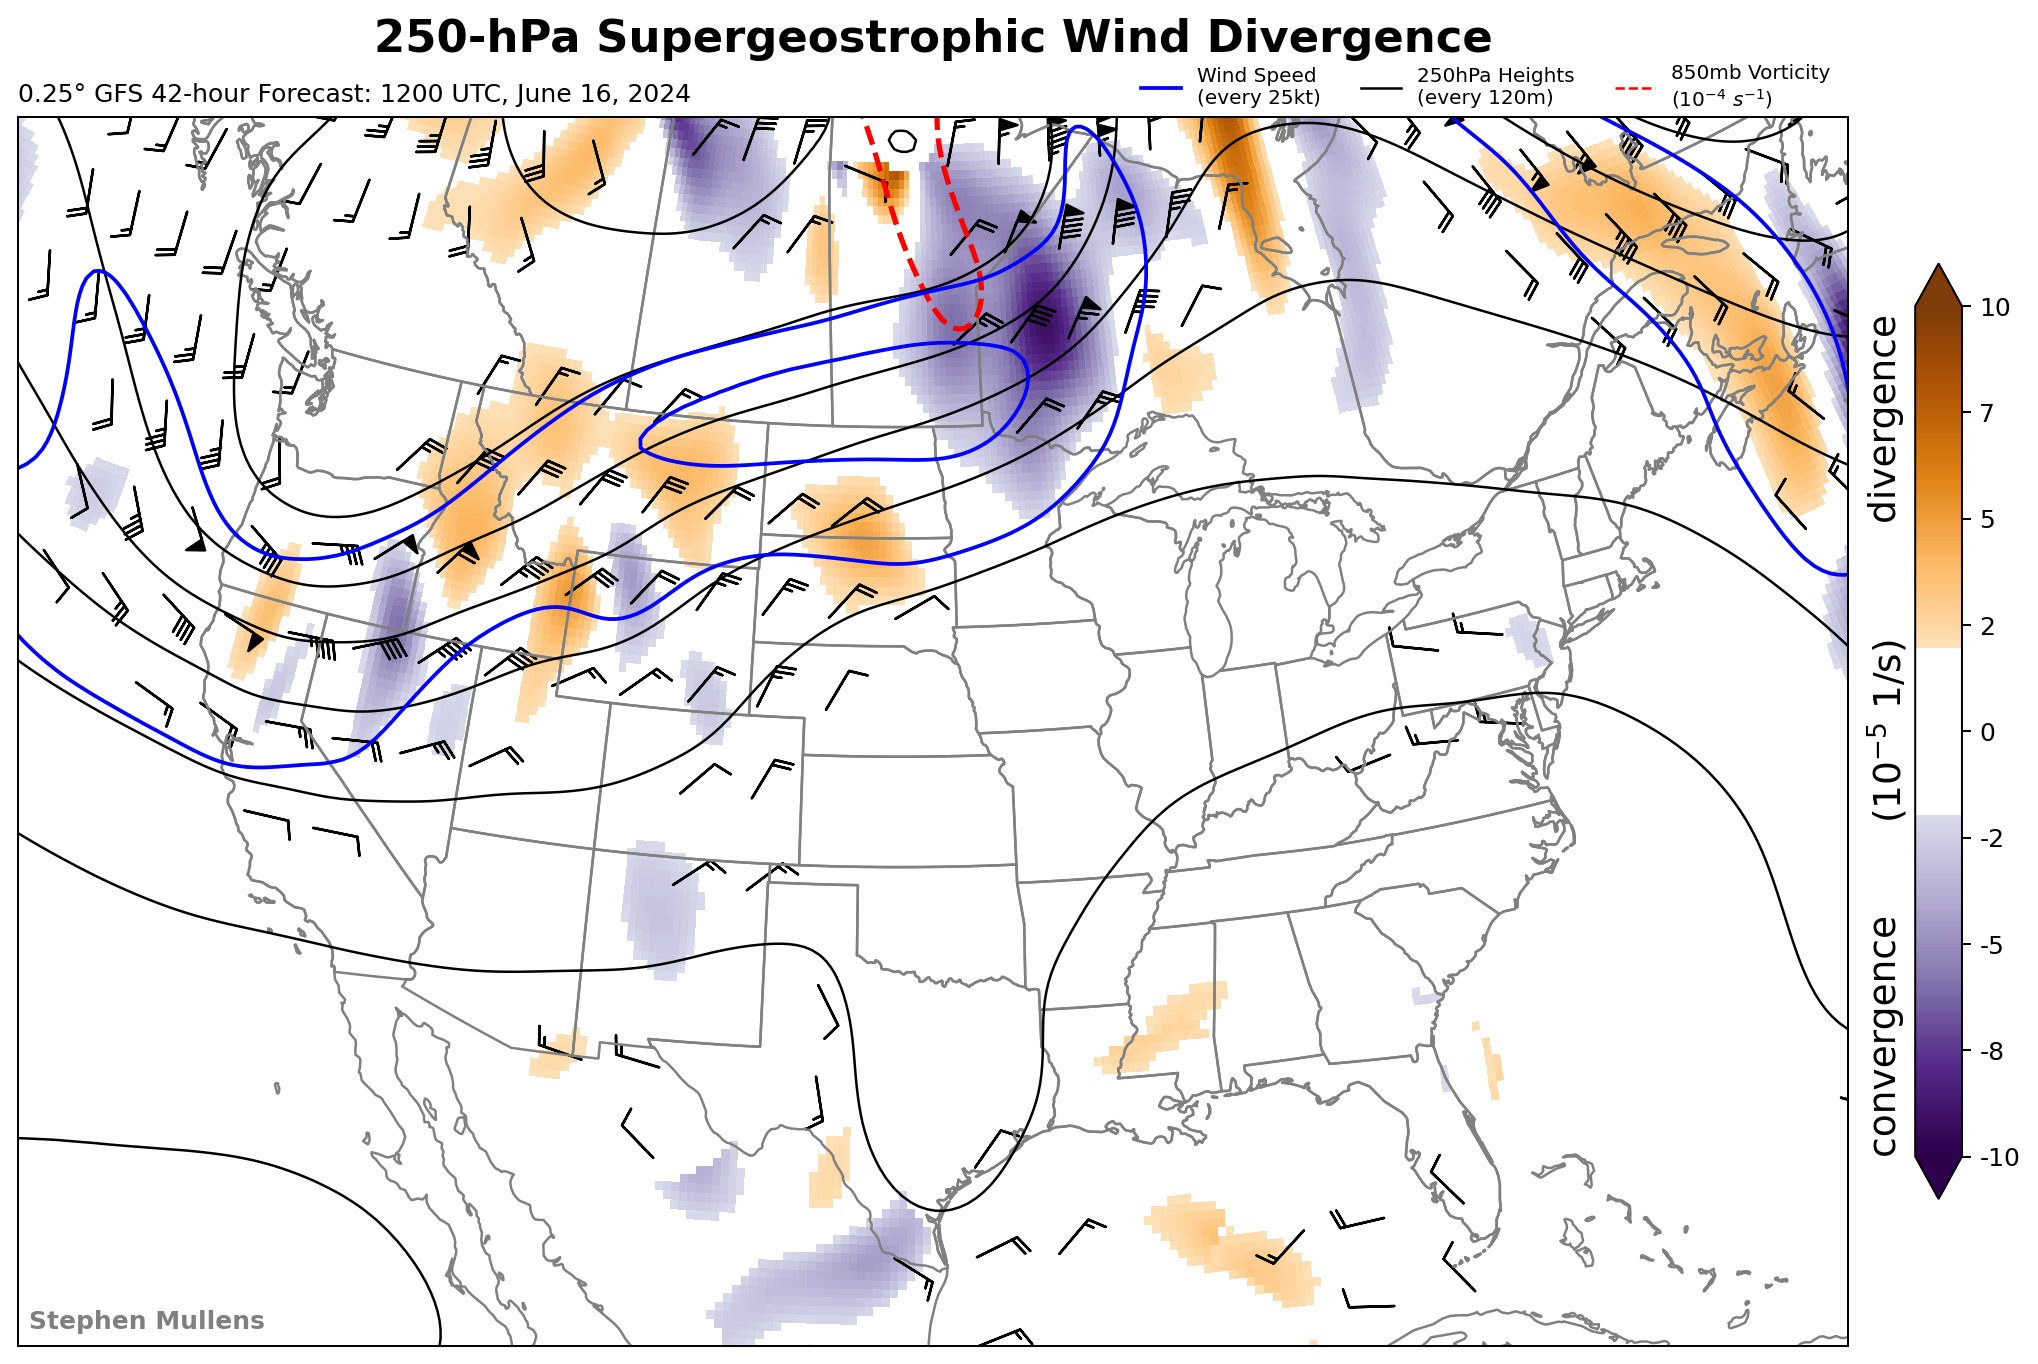 250-hPa Supergeostrophic Wind Divergence
0.25° GFS 42-hour Forecast: 1200 UTC, June 16, 2024
Wind Speed
(every 25kt)
250hPa Heights
(every 120m)
850mb Vorticity
(10⁻⁴ s⁻¹)
10
7
5
2
0
-2
-5
-8
-10
convergence (10⁻⁵ 1/s) divergence
Stephen Mullens